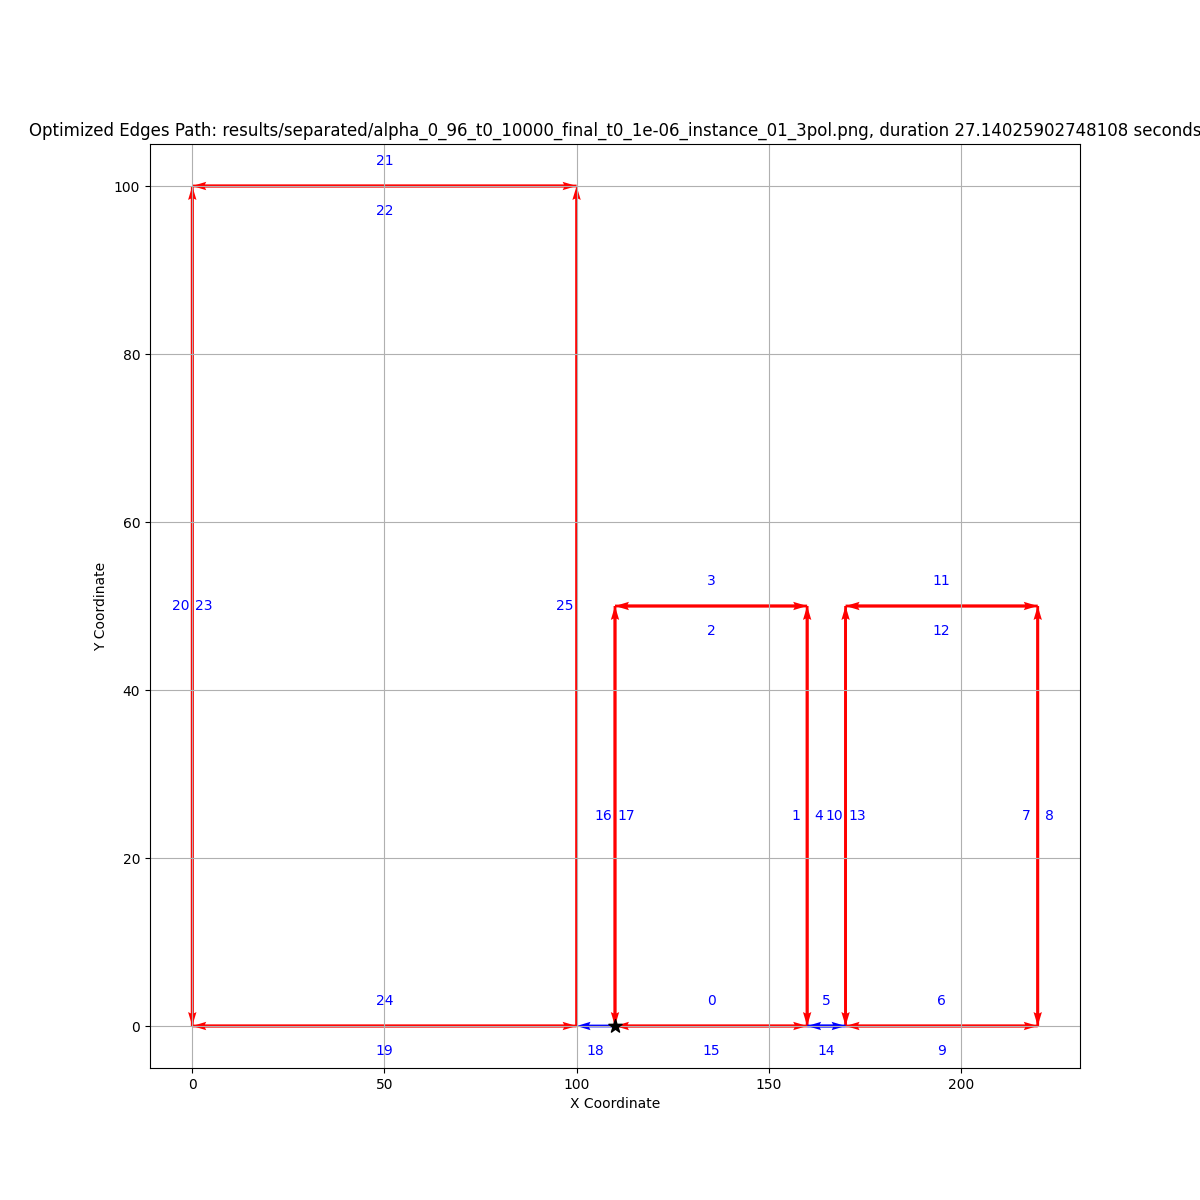 Optimized Edges Path: results/separated/alpha_0_96_t0_10000_final_t0_1e-06_instance_01_3pol.png, duration 27.14025902748108 seconds
21
100
22
80
60
Y Coordinate
20 23 25
3 11
2 12
40
16 17 1 4 10 13 7 8
20
24 0 5 6
0
19 18 15 14 9
0 50 100 150 200
X Coordinate